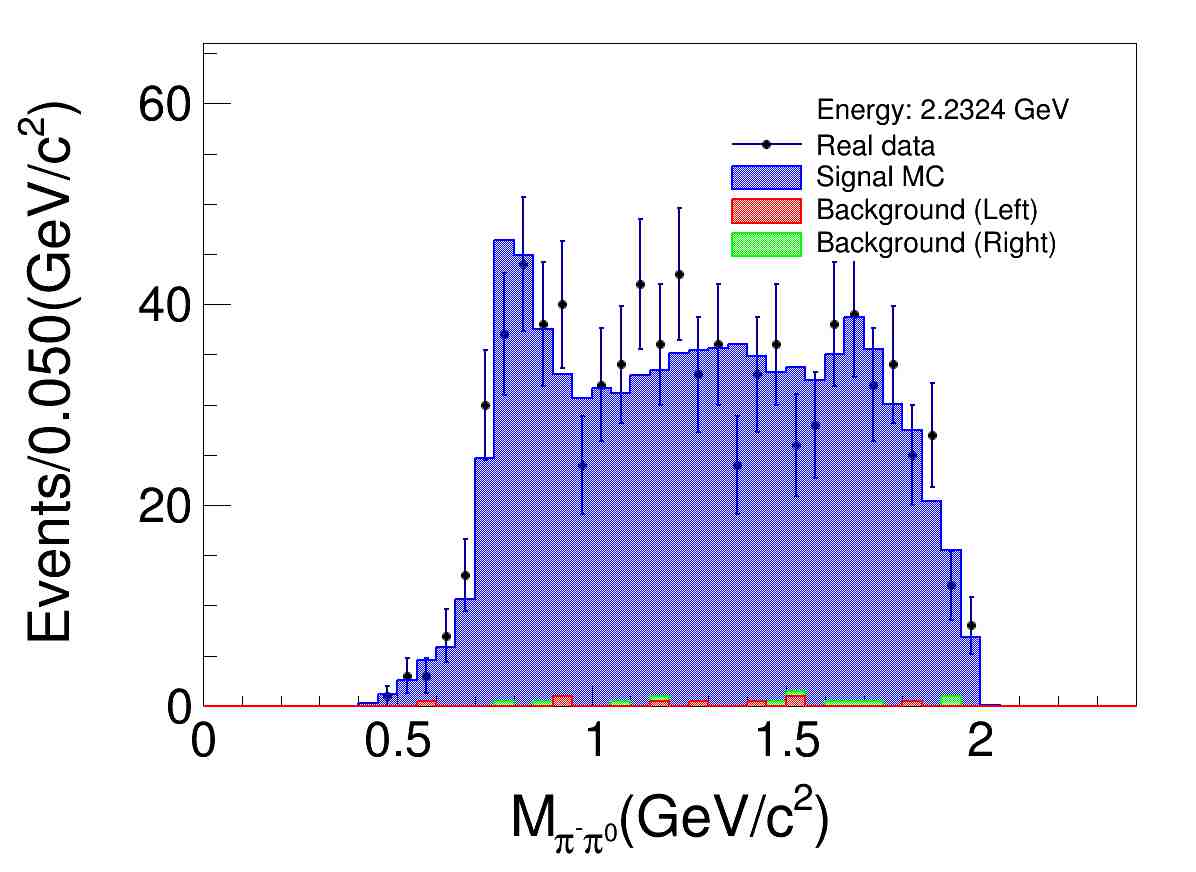 Events/0.050(GeV/c²)
60
40
20
0
Energy: 2.2324 GeV
Real data
Signal MC
Background (Left)
Background (Right)
0 0.5 1 1.5 2
Mπ⁻π⁰(GeV/c²)